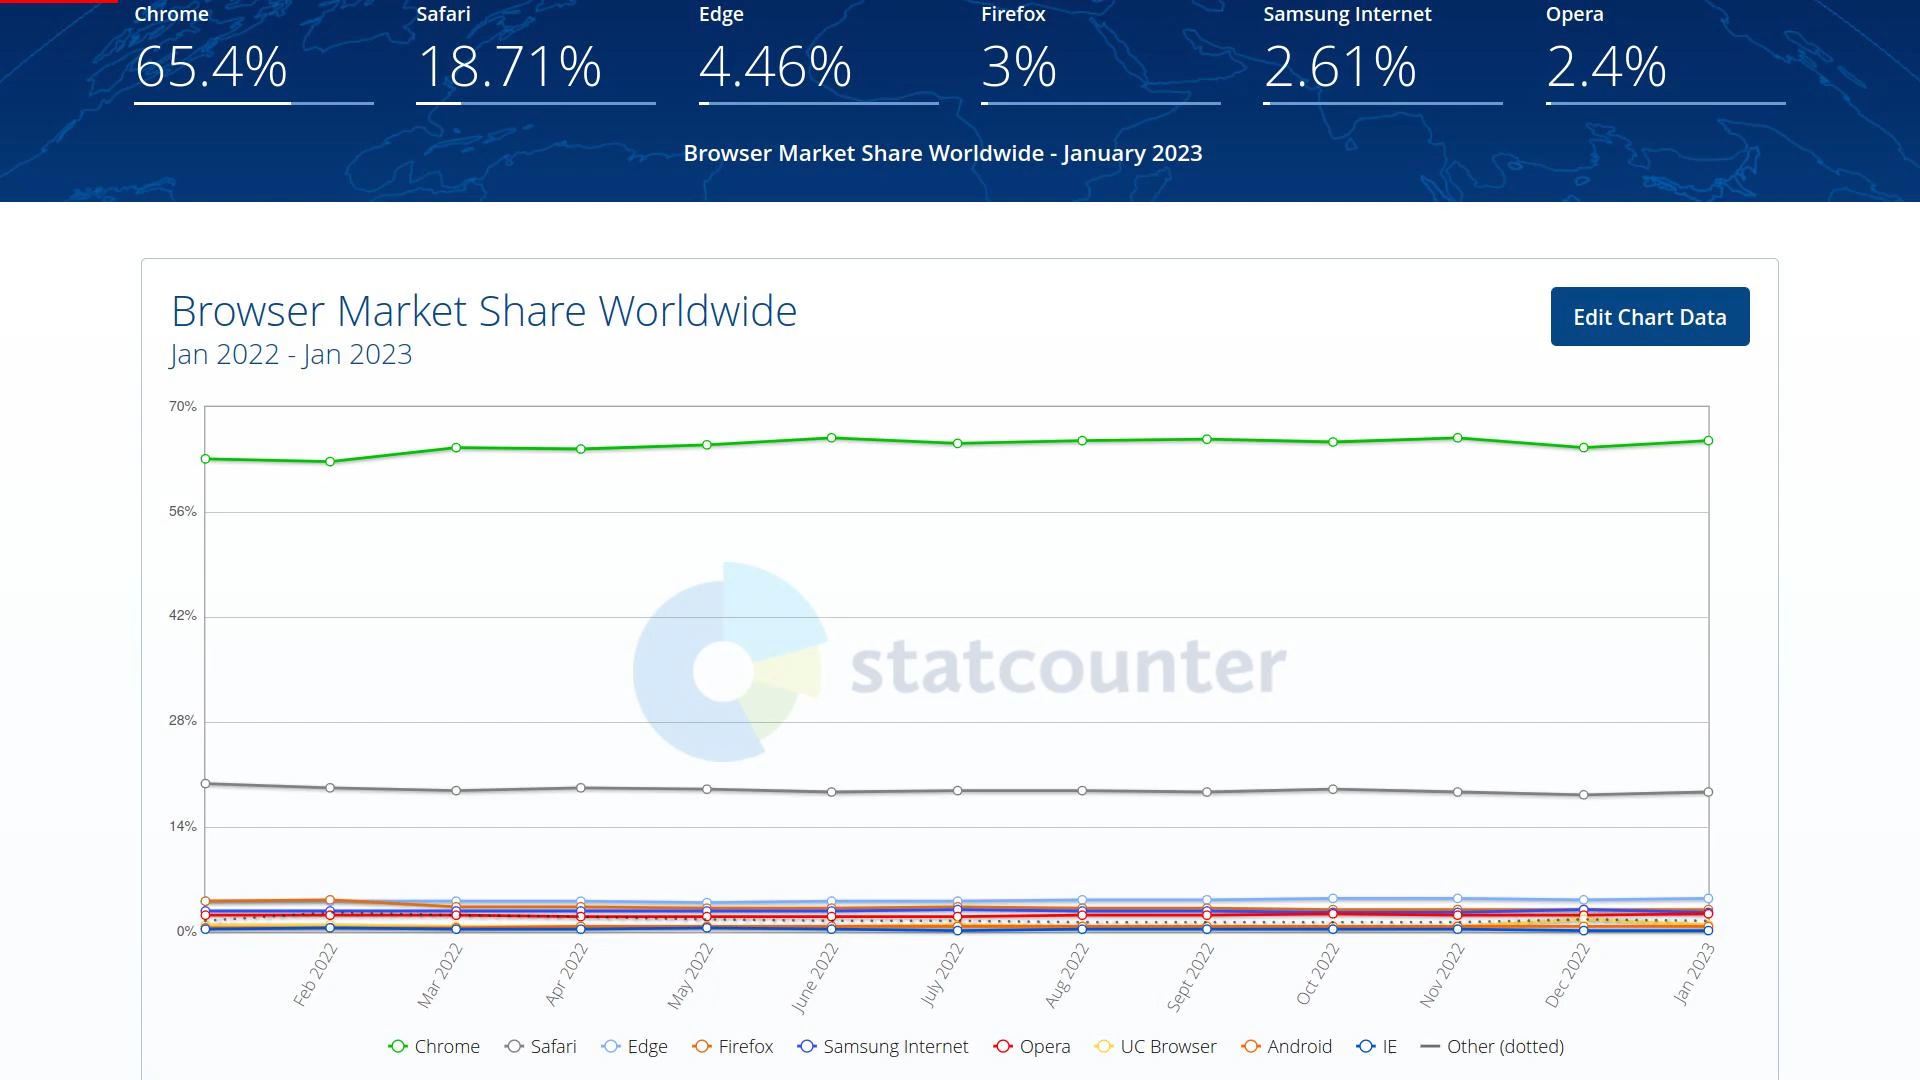 Chrome Safari Edge Firefox Samsung Internet Opera
65.4% 18.71% 4.46% 3% 2.61% 2.4%
Browser Market Share Worldwide - January 2023
Browser Market Share Worldwide
Jan 2022 - Jan 2023
Edit Chart Data
70%
56%
42%
statcounter
28%
14%
0%
Feb 2022 Mar 2022 Apr 2022 May 2022 June 2022 July 2022 Aug 2022 Sept 2022 Oct 2022 Nov 2022 Dec 2022 Jan 2023
Chrome Safari Edge Firefox Samsung Internet Opera UC Browser Android IE Other (dotted)